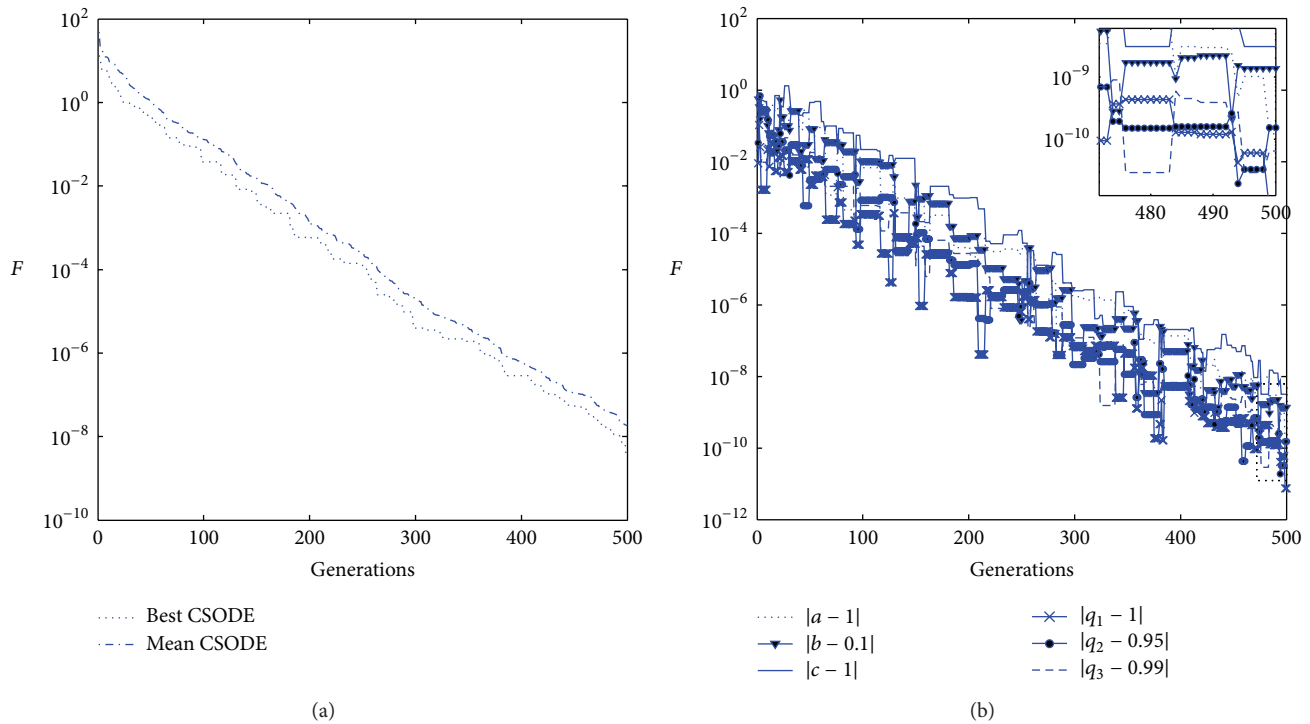 10^2
10^0
10^−2
10^−4
10^−6
10^−8
10^−10
F
0
100
200
300
400
500
Generations
Best CSODE
Mean CSODE
(a)
10^2
10^0
10^−2
10^−4
10^−6
10^−8
10^−10
10^−12
F
0
100
200
300
400
500
Generations
10^−9
10^−10
480
490
500
|a − 1|
|b − 0.1|
|c − 1|
|q_1 − 1|
|q_2 − 0.95|
|q_3 − 0.99|
(b)